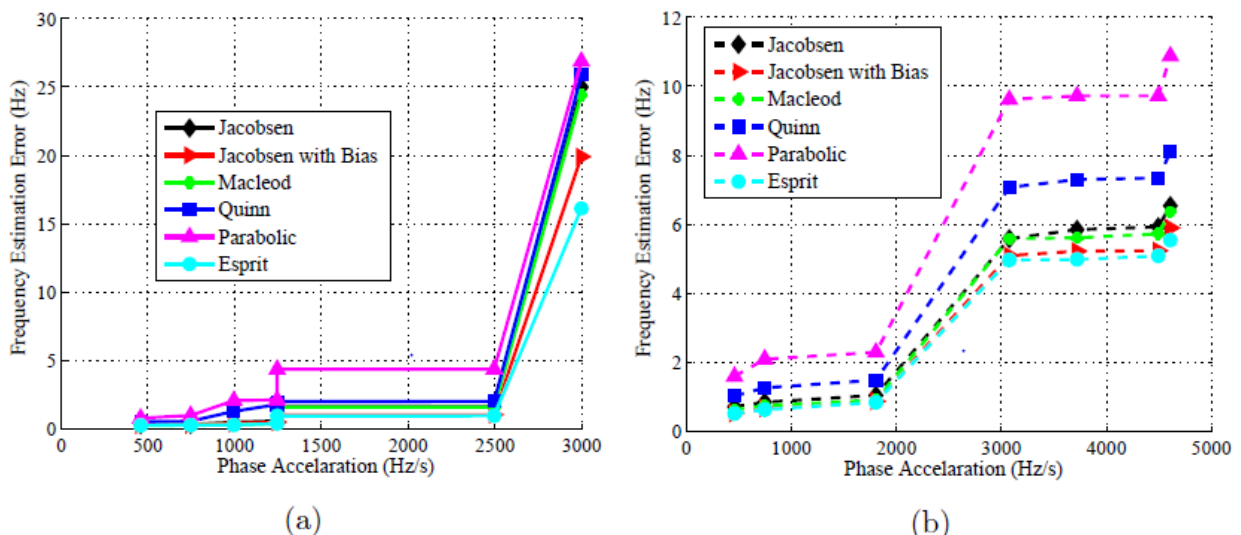 30
25
20
15
10
5
0
Frequency Estimation Error (Hz)
Jacobsen
Jacobsen with Bias
Macleod
Quinn
Parabolic
Esprit
0 500 1000 1500 2000 2500 3000
Phase Accelaration (Hz/s)
(a)
12
10
8
6
4
2
0
Frequency Estimation Error (Hz)
Jacobsen
Jacobsen with Bias
Macleod
Quinn
Parabolic
Esprit
0 1000 2000 3000 4000 5000
Phase Accelaration (Hz/s)
(b)